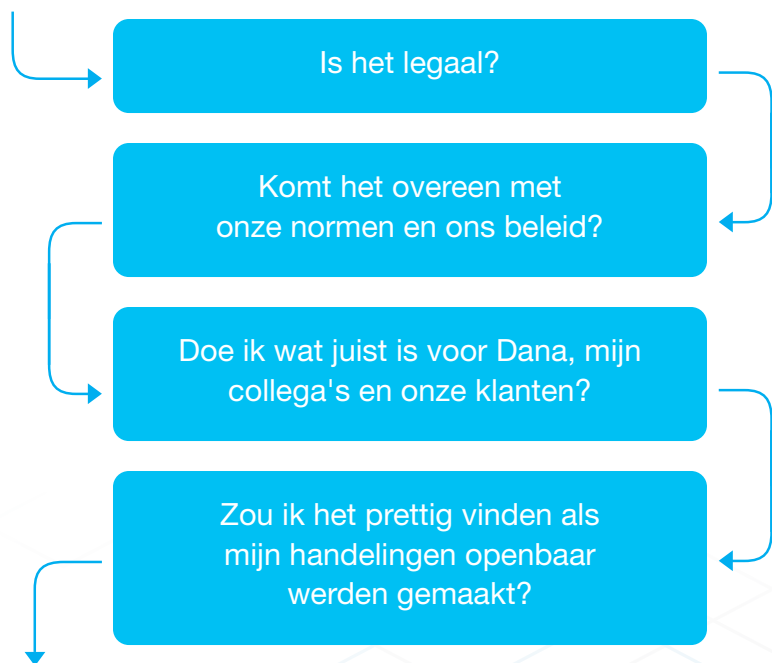 Is het legaal?
Komt het overeen met
onze normen en ons beleid?
Doe ik wat juist is voor Dana, mijn
collega's en onze klanten?
Zou ik het prettig vinden als
mijn handelingen openbaar
werden gemaakt?